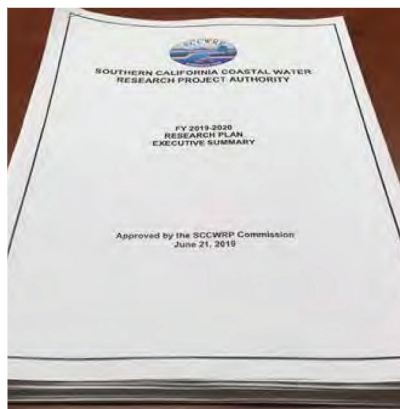 SCCWRP
SOUTHERN CALIFORNIA COASTAL WATER
RESEARCH PROJECT AUTHORITY
FY 2019-2020
RESEARCH PLAN
EXECUTIVE SUMMARY
Approved by the SCCWRP Commission
June 21, 2019